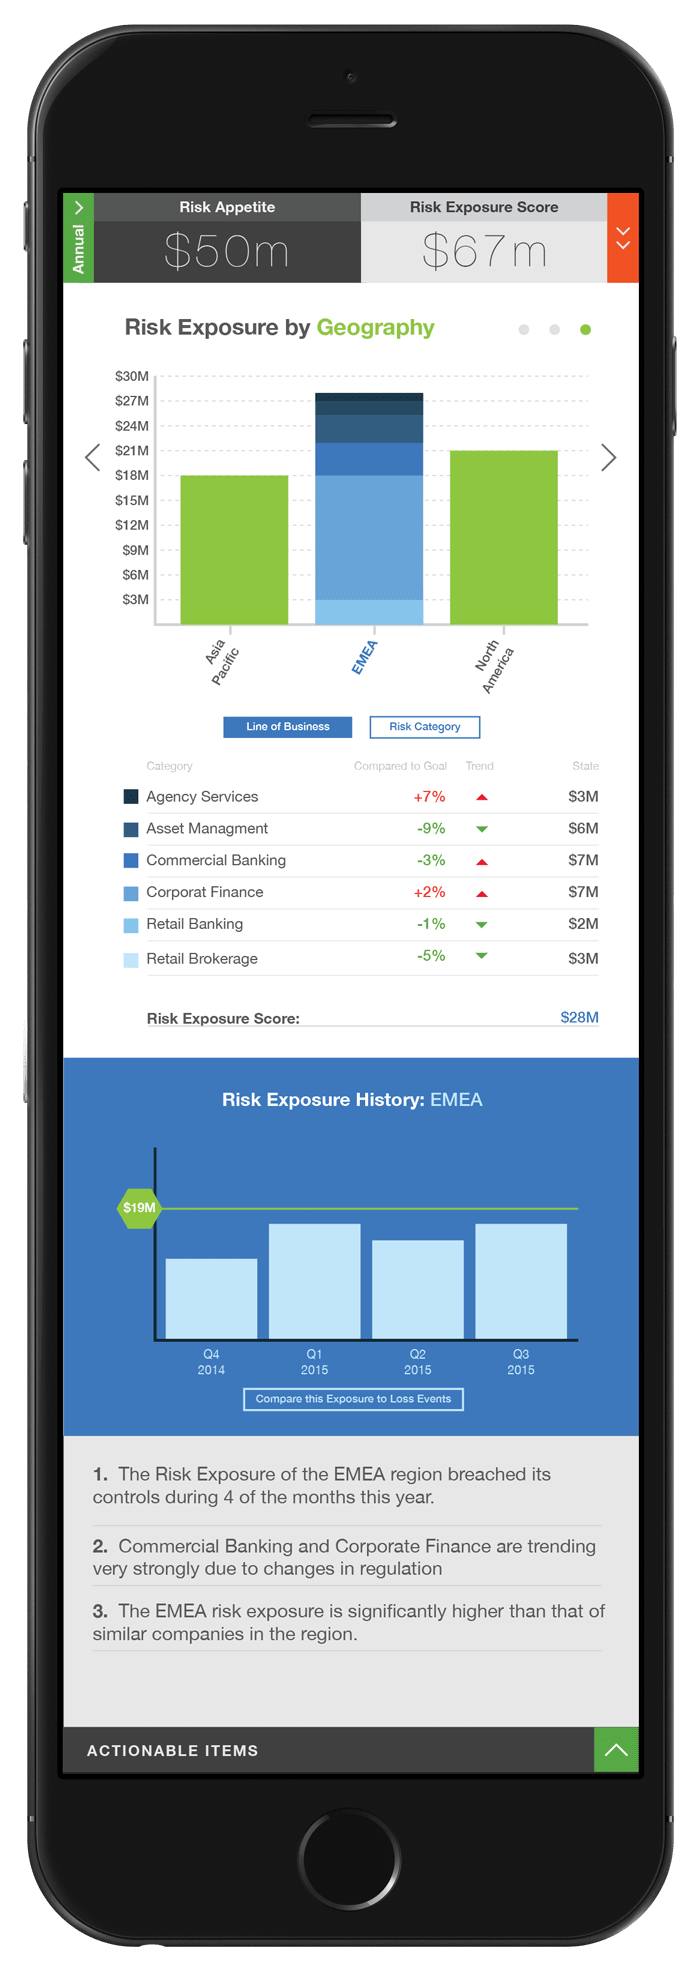 Annual
Risk Appetite
$50m
Risk Exposure Score
$67m
Risk Exposure by Geography
$30M
$27M
$24M
$21M
$18M
$15M
$12M
$9M
$6M
$3M
Asia
Pacific
EMEA
North
America
Line of Business
Risk Category
Category Compared to Goal Trend State
Agency Services +7% $3M
Asset Managment -9% $6M
Commercial Banking -3% $7M
Corporat Finance +2% $7M
Retail Banking -1% $2M
Retail Brokerage -5% $3M
Risk Exposure Score: $28M
Risk Exposure History: EMEA
$19M
Q4 Q1 Q2 Q3
2014 2015 2015 2015
Compare this Exposure to Loss Events
1. The Risk Exposure of the EMEA region breached its
controls during 4 of the months this year.
2. Commercial Banking and Corporate Finance are trending
very strongly due to changes in regulation
3. The EMEA risk exposure is significantly higher than that of
similar companies in the region.
ACTIONABLE ITEMS